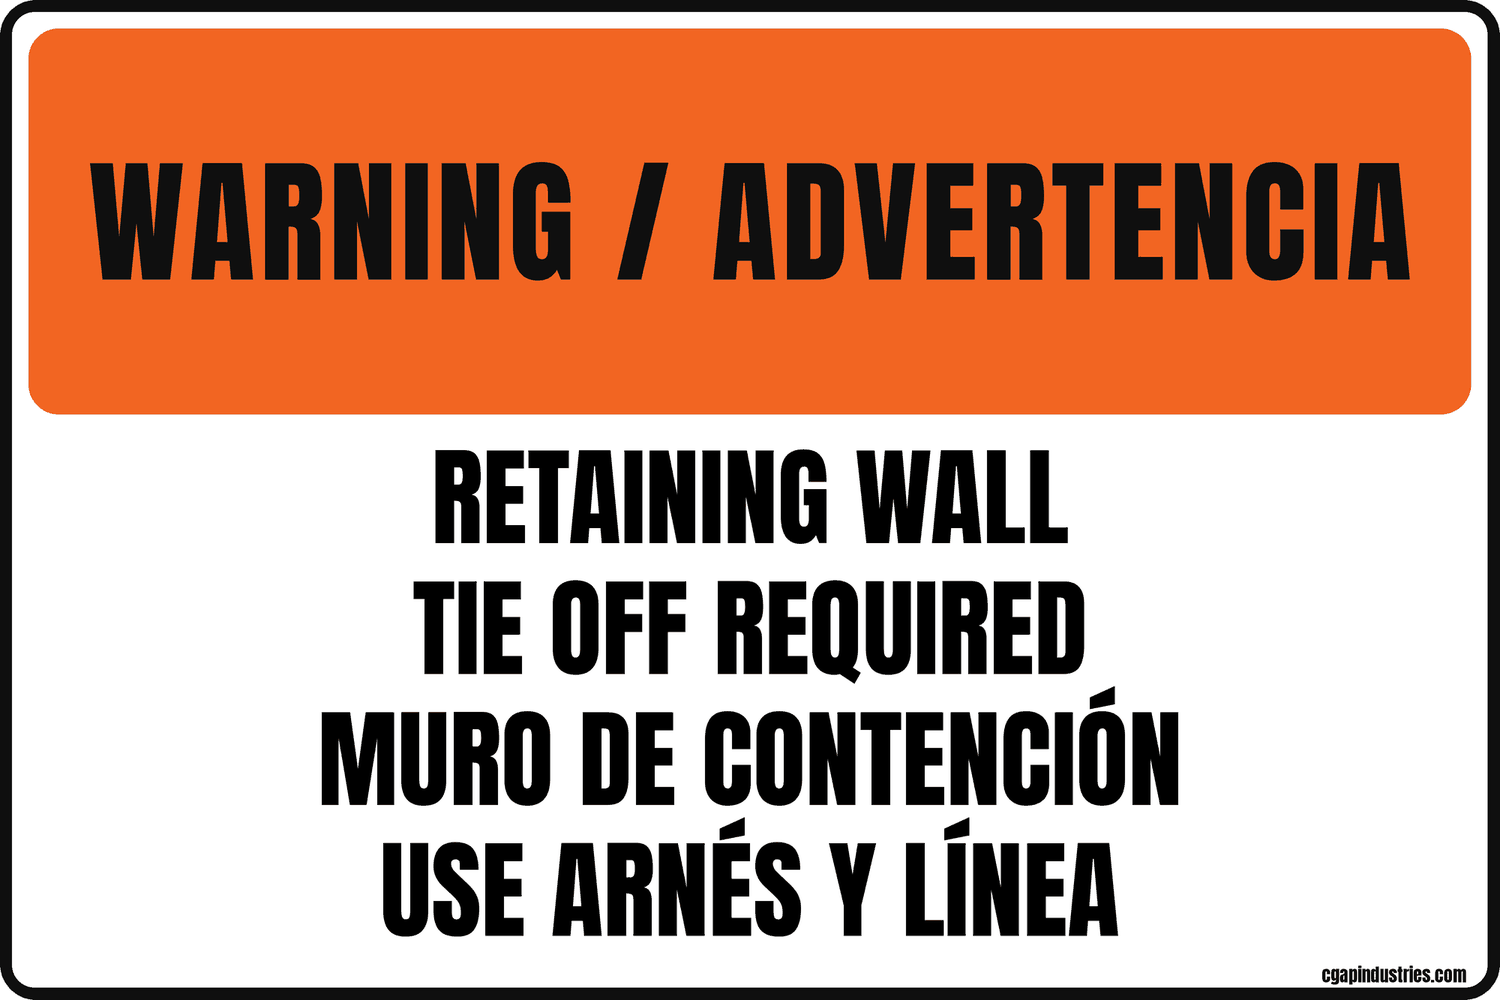 WARNING / ADVERTENCIA
RETAINING WALL
TIE OFF REQUIRED
MURO DE CONTENCIÓN
USE ARNÉS Y LÍNEA
cgapindustries.com